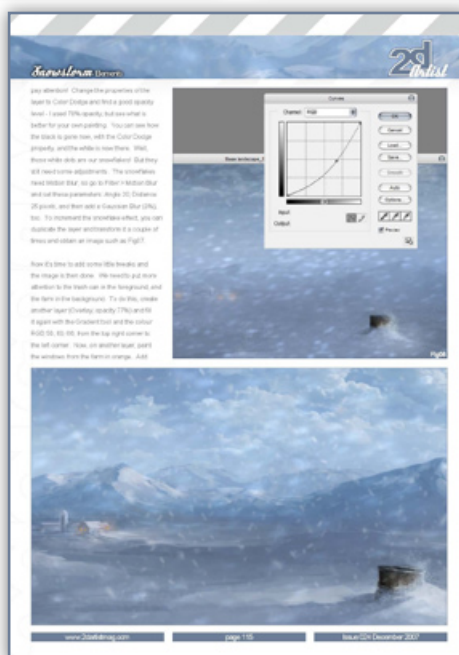 Snowstorm Elements
2d
Artist
pay attention! Change the properties of the
layer to Color Dodge and find a good opacity
level - I used 76% opacity, but see what is
better for your own painting. You can see how
the black is gone now, with the Color Dodge
property, and the white is now there. Well,
those white dots are our snowflakes! But they
still need some adjustments. The snowflakes
need Motion Blur, so go to Filter > Motion Blur
and set these parameters: Angle 30, Distance
25 pixels, and then add a Gaussian Blur (2%),
too. To increment the snowflake effect, you can
duplicate the layer and transform it a couple of
times and obtain an image such as Fig07.
Now it's time to add some little tweaks and
the image is then done. We need to put more
attention to the trash can in the foreground, and
the farm in the background. To do this, create
another layer (Overlay, opacity 77%) and fill
it again with the Gradient tool and the colour
RGB from the top right corner to
the left center. Now, on another layer, paint
the windows from the farm in orange. Add
Curves
Channel: RGB
OK
Cancel
Load...
Save...
Smooth
Auto
Options...
Input:
Output:
Preview
Fig08
www.2dartistmag.com
page 115
Issue 024 December 2007